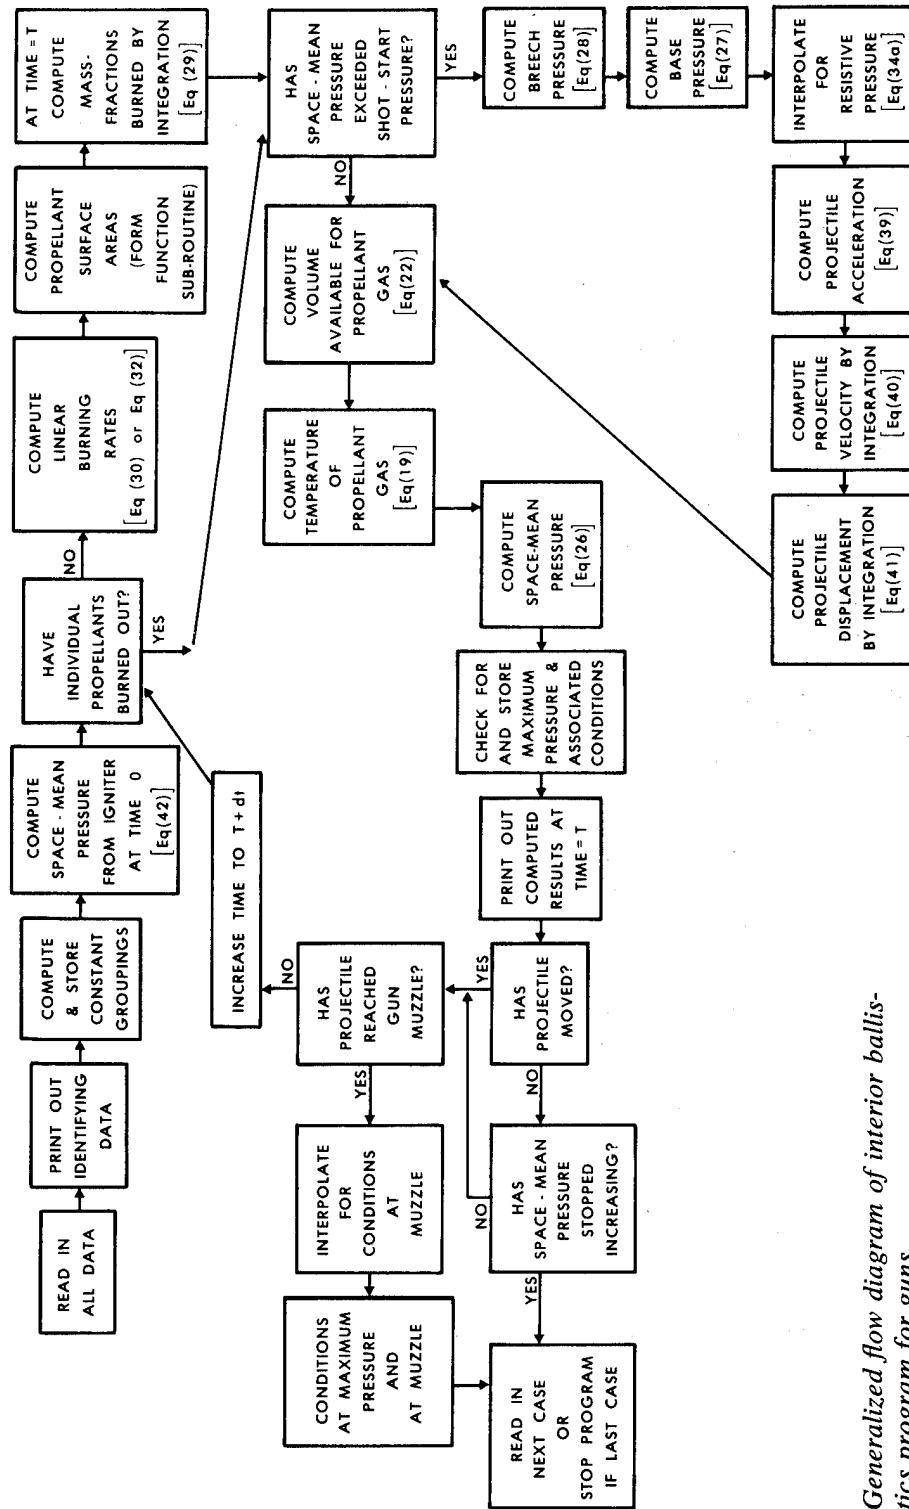 READ IN
ALL DATA
PRINT OUT
IDENTIFYING
DATA
COMPUTE
& STORE
CONSTANT
GROUPINGS
COMPUTE
SPACE - MEAN
PRESSURE
FROM IGNITER
AT TIME 0
[Eq(42)]
HAVE
INDIVIDUAL
PROPELLANTS
BURNED OUT?
NO
YES
COMPUTE
LINEAR
BURNING
RATES
[Eq (30) or Eq (32)]
COMPUTE
PROPELLANT
SURFACE
AREAS
(FORM
FUNCTION
SUB-ROUTINE)
AT TIME = T
COMPUTE
MASS-
FRACTIONS
BURNED BY
INTEGRATION
[Eq (29)]
HAS
SPACE - MEAN
PRESSURE
EXCEEDED
SHOT - START
PRESSURE?
NO
YES
COMPUTE
BREECH
PRESSURE
[Eq(28)]
COMPUTE
BASE
PRESSURE
[Eq(27)]
INTERPOLATE
FOR
RESISTIVE
PRESSURE
[Eq(34a)]
COMPUTE
PROJECTILE
ACCELERATION
[Eq(39)]
COMPUTE
PROJECTILE
VELOCITY BY
INTEGRATION
[Eq(40)]
COMPUTE
PROJECTILE
DISPLACEMENT
BY INTEGRATION
[Eq(41)]
COMPUTE
VOLUME
AVAILABLE FOR
PROPELLANT
GAS
[Eq(22)]
COMPUTE
TEMPERATURE
OF
PROPELLANT
GAS
[Eq(19)]
COMPUTE
SPACE-MEAN
PRESSURE
[Eq(26)]
CHECK FOR
AND STORE
MAXIMUM
PRESSURE &
ASSOCIATED
CONDITIONS
PRINT OUT
COMPUTED
RESULTS AT
TIME = T
HAS
PROJECTILE
MOVED?
YES
NO
HAS
PROJECTILE
REACHED
GUN
MUZZLE?
NO
YES
INCREASE TIME TO T + dt
INTERPOLATE
FOR
CONDITIONS
AT
MUZZLE
HAS
SPACE - MEAN
PRESSURE
STOPPED
INCREASING?
NO
YES
CONDITIONS
AT MAXIMUM
PRESSURE
AND
AT MUZZLE
READ IN
NEXT CASE
OR
STOP PROGRAM
IF LAST CASE
Generalized flow diagram of interior ballis-
tics program for guns